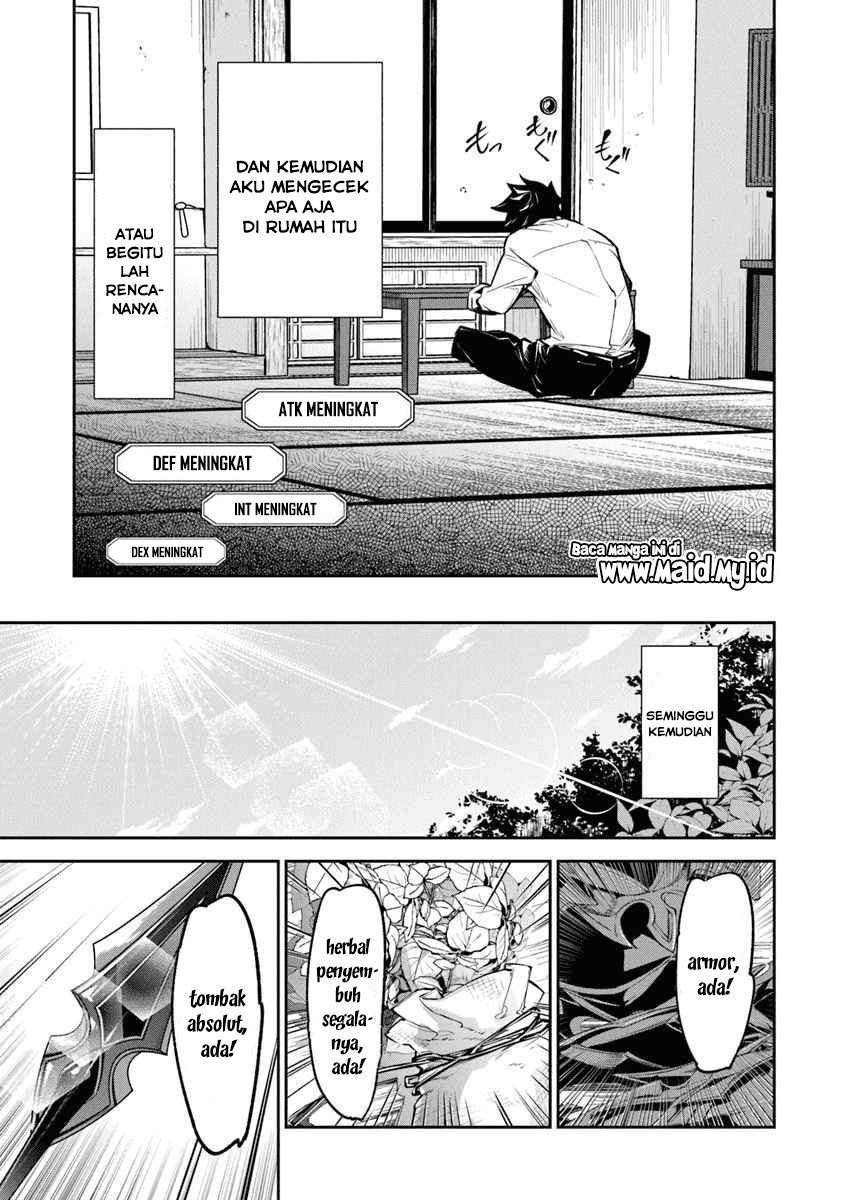 もぐ
もぐ
もっ
DAN KEMUDIAN
AKU MENGECEK
APA AJA
DI RUMAH ITU
ATAU
BEGITU
LAH
RENCA-
NANYA
ATK MENINGKAT
DEF MENINGKAT
INT MENINGKAT
DEX MENINGKAT
Baca Manga ini di
www.Maid.My.id
SEMINGGU
KEMUDIAN
armor,
ada!
herbal
penyem-
buh
segala-
nya,
ada!
tombak
absolut,
ada!